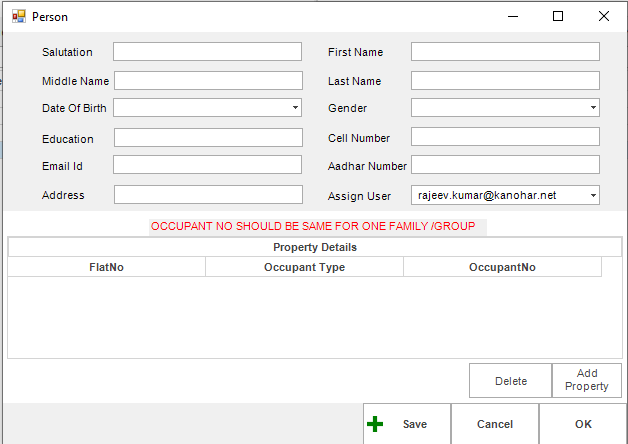 Person
Salutation First Name
Middle Name Last Name
Date Of Birth Gender
Education Cell Number
Email Id Aadhar Number
Address Assign User rajeev.kumar@kanohar.net
OCCUPANT NO SHOULD BE SAME FOR ONE FAMILY /GROUP
Property Details
FlatNo Occupant Type OccupantNo
Delete Add Property
Save Cancel OK